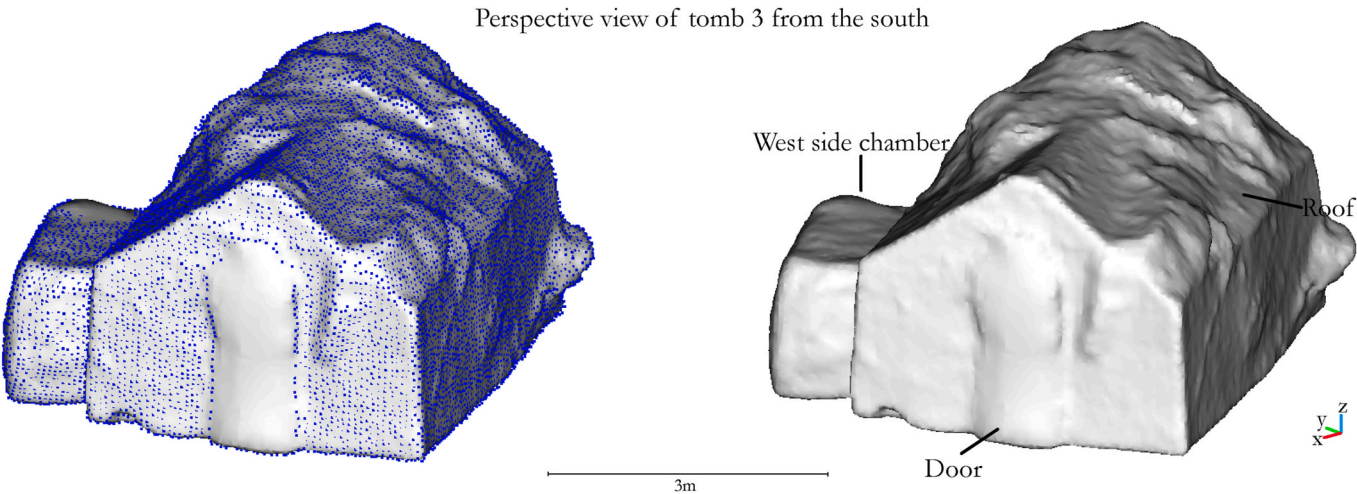 Perspective view of tomb 3 from the south
West side chamber
Roof
Door
3m
z
y
x